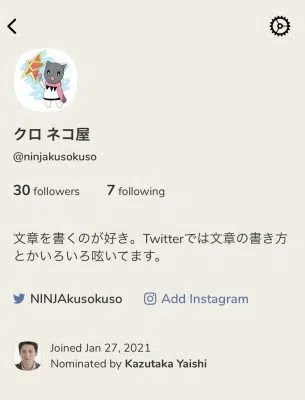 クロ ネコ屋
@ninjakusokuso
30 followers 7 following
文章を書くのが好き。Twitterでは文章の書き方
とかいろいろ呟いてます。
NINJAkusokuso Add Instagram
Joined Jan 27, 2021
Nominated by Kazutaka Yaishi